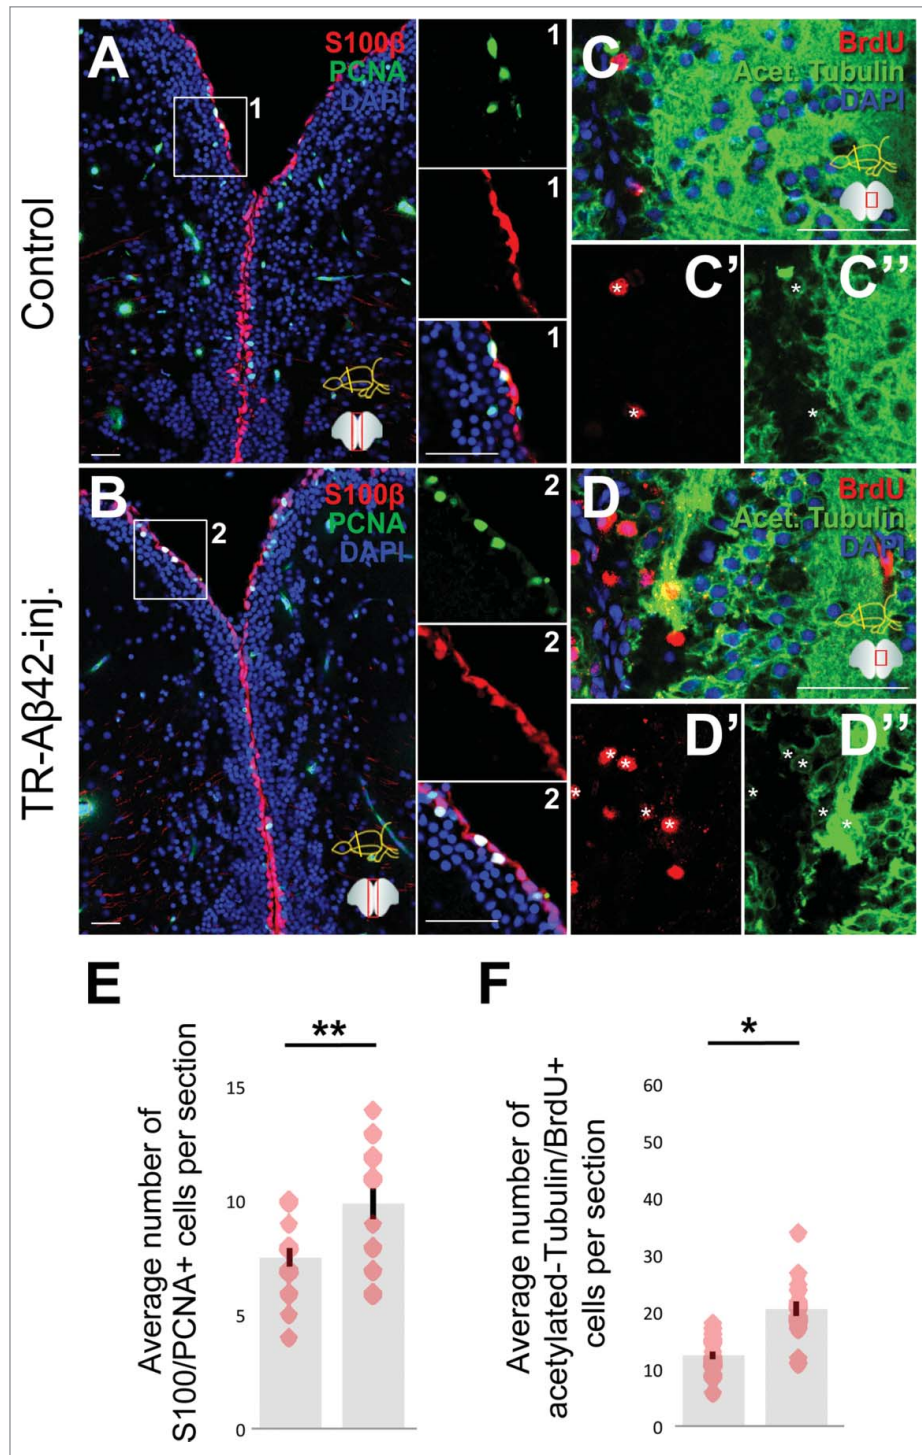 Control
A
S100β
PCNA
DAPI
1
1
1
1
C
BrdU
Acet. Tubulin
DAPI
C’
*
*
C’’
*
*
TR-Aβ42-inj.
B
S100β
PCNA
DAPI
2
2
2
2
D
BrdU
Acet. Tubulin
DAPI
D’
* *
*
*
*
D’’
* *
*
*
*
E
**
Average number of
S100/PCNA+ cells per section
15
10
5
0
F
*
Average number of
acetylated-Tubulin/BrdU+
cells per section
60
50
40
30
20
10
0